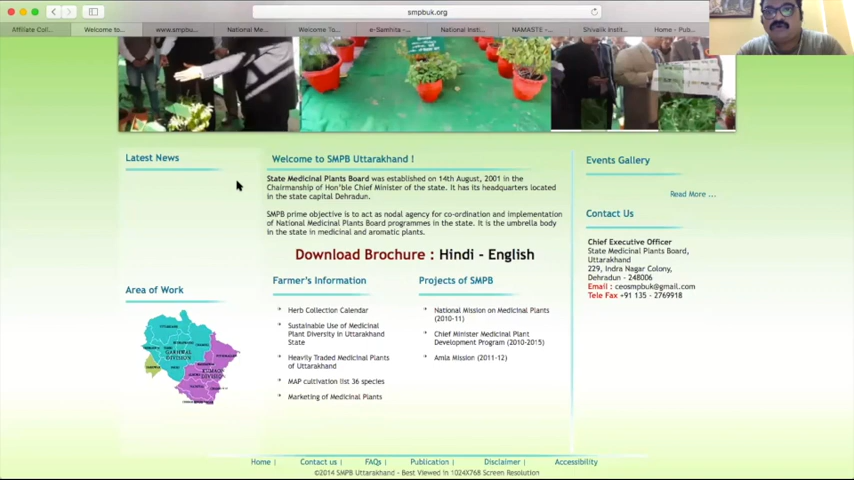 smpbuk.org
Affiliate Coll...
Welcome to...
www.smpbu...
National Me...
Welcome To...
e-Samhita -...
National Insti...
NAMASTE -...
Shivalik Instit...
Home - Pub...
Latest News
Welcome to SMPB Uttarakhand !
State Medicinal Plants Board was established on 14th August, 2001 in the
Chairmanship of Hon'ble Chief Minister of the state. It has its headquarters located
in the state capital Dehradun.
SMPB prime objective is to act as nodal agency for co-ordination and implementation
of National Medicinal Plants Board programmes in the state. It is the umbrella body
in the state in medicinal and aromatic plants.
Download Brochure : Hindi - English
Events Gallery
Read More ...
Contact Us
Chief Executive Officer
State Medicinal Plants Board,
Uttarakhand
229, Indra Nagar Colony,
Dehradun - 248006
Email : ceosmpbuk@gmail.com
Tele Fax +91 135 - 2769918
Area of Work
GARHWAL
DIVISION
KUMAON
DIVISION
Farmer's Information
Herb Collection Calendar
Sustainable Use of Medicinal
Plant Diversity in Uttarakhand
State
Heavily Traded Medicinal Plants
of Uttarakhand
MAP cultivation list 36 species
Marketing of Medicinal Plants
Projects of SMPB
National Mission on Medicinal Plants
(2010-11)
Chief Minister Medicinal Plant
Development Program (2010-2015)
Amla Mission (2011-12)
Home |
Contact us |
FAQs |
Publication |
Disclaimer |
Accessibility
©2014 SMPB Uttarakhand - Best Viewed in 1024X768 Screen Resolution